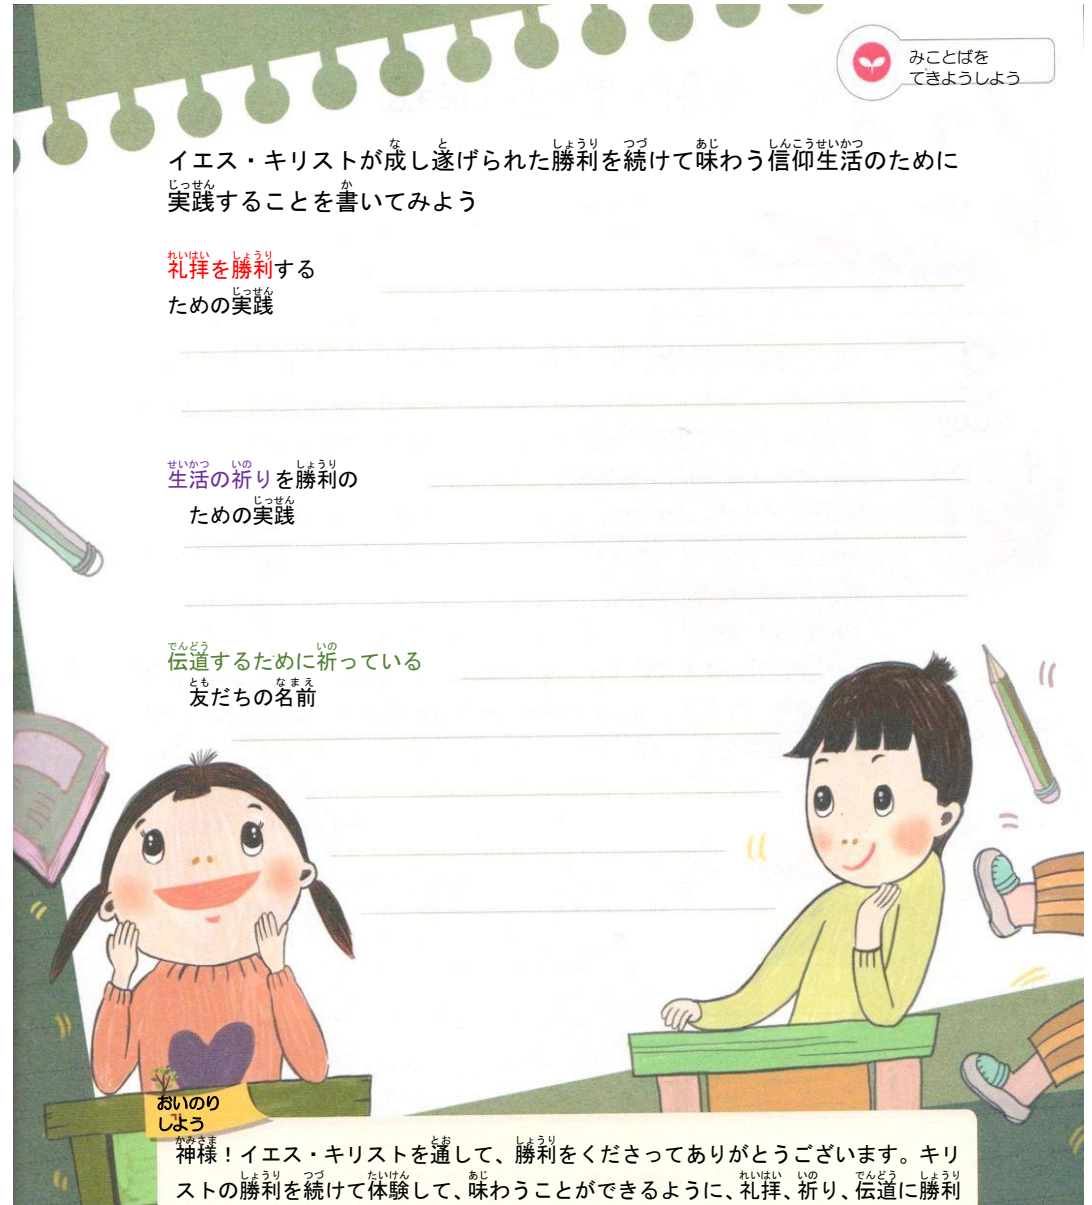 みことばを
てきようしよう
イエス・キリストが成し遂げられた勝利を続けて味わう信仰生活のために
実践することを書いてみよう
礼拝を勝利する
ための実践
生活の祈りを勝利の
ための実践
伝道するために祈っている
友だちの名前
おいのり
しよう
神様！イエス・キリストを通して、勝利をくださってありがとうございます。キリ
ストの勝利を続けて体験して、味わうことができるように、礼拝、祈り、伝道に勝利